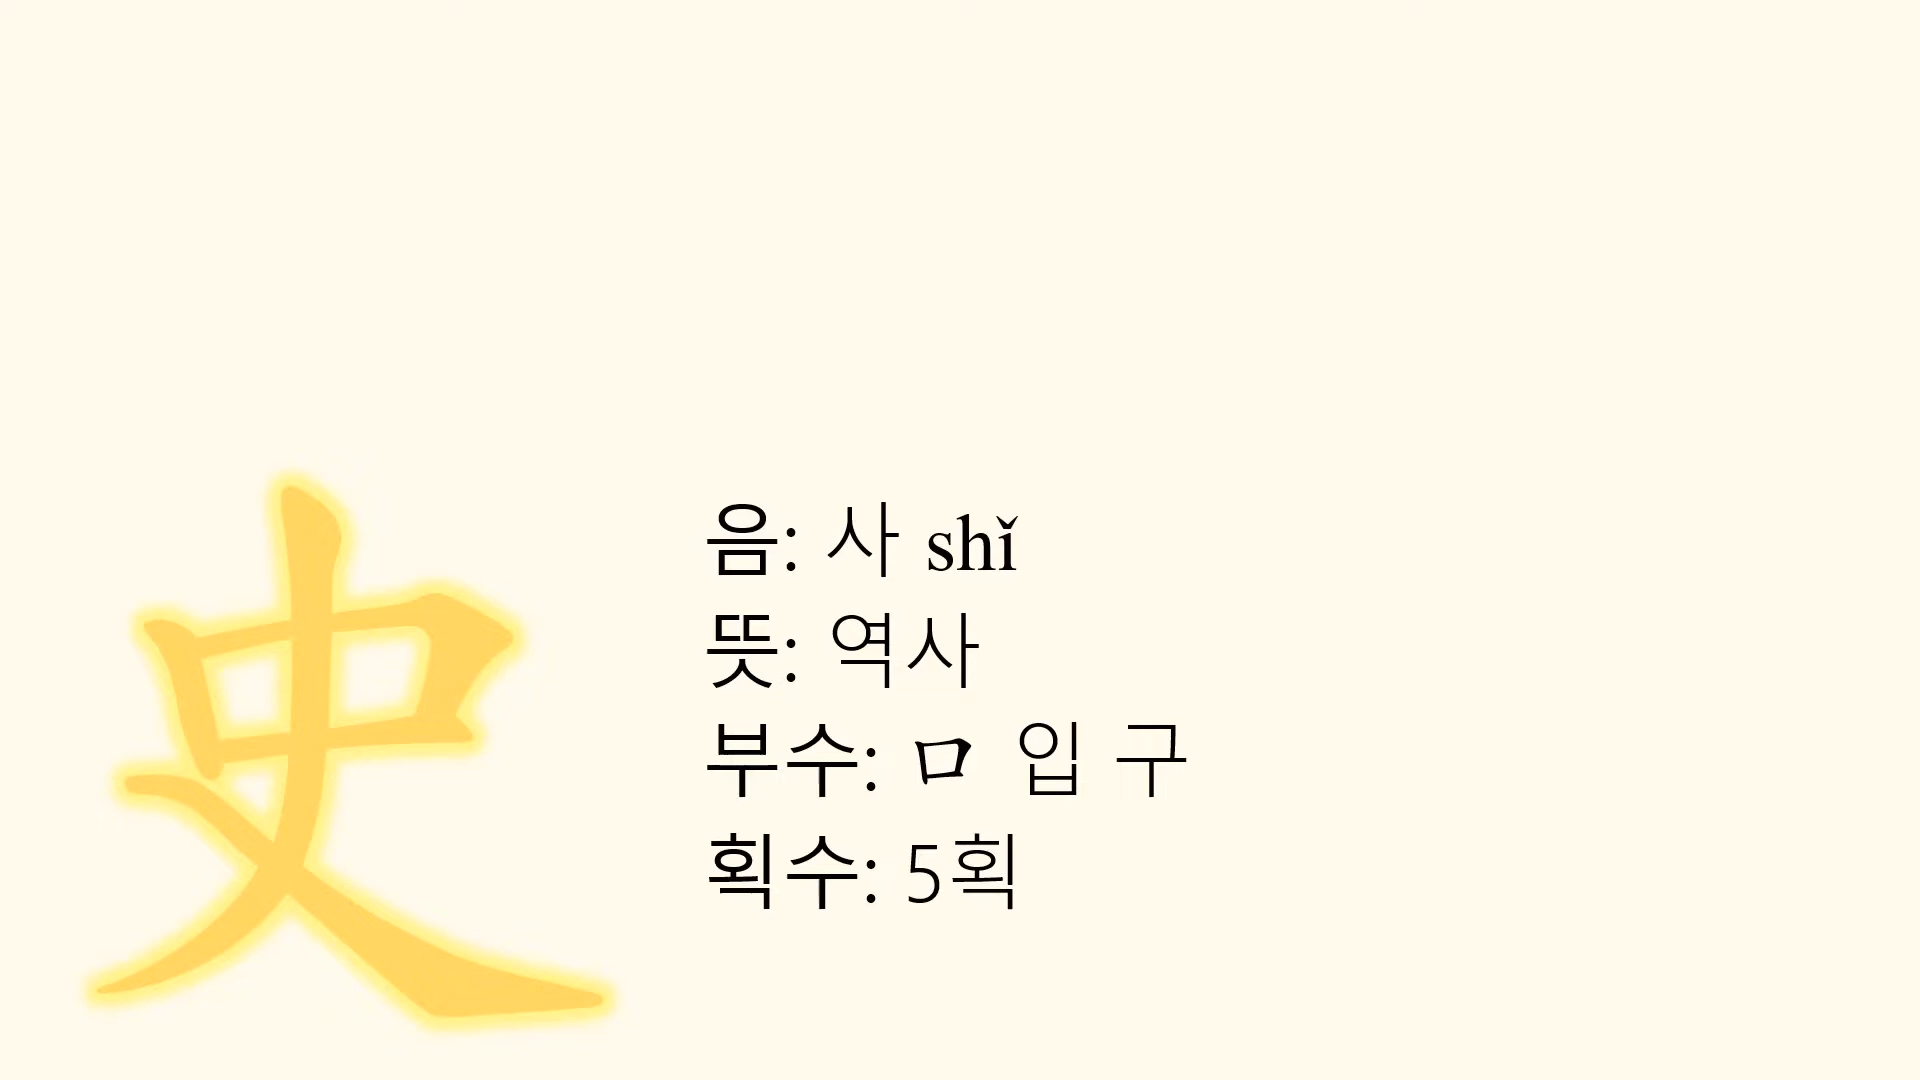 史
음: 사 shǐ
뜻: 역사
부수: 口 입 구
획수: 5획